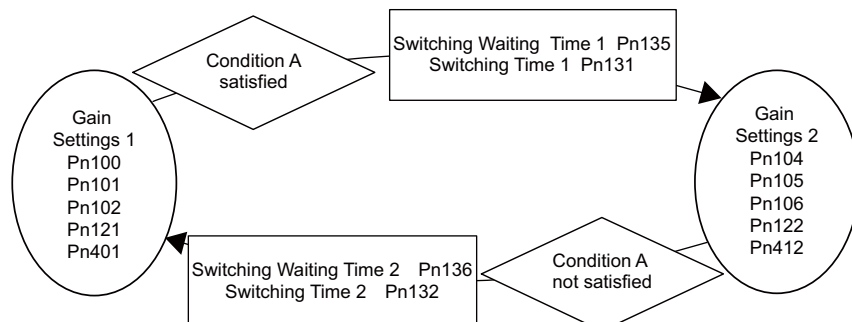 Condition A
satisfied
Switching Waiting Time 1 Pn135
Switching Time 1 Pn131
Gain
Settings 1
Pn100
Pn101
Pn102
Pn121
Pn401
Gain
Settings 2
Pn104
Pn105
Pn106
Pn122
Pn412
Switching Waiting Time 2 Pn136
Switching Time 2 Pn132
Condition A
not satisfied